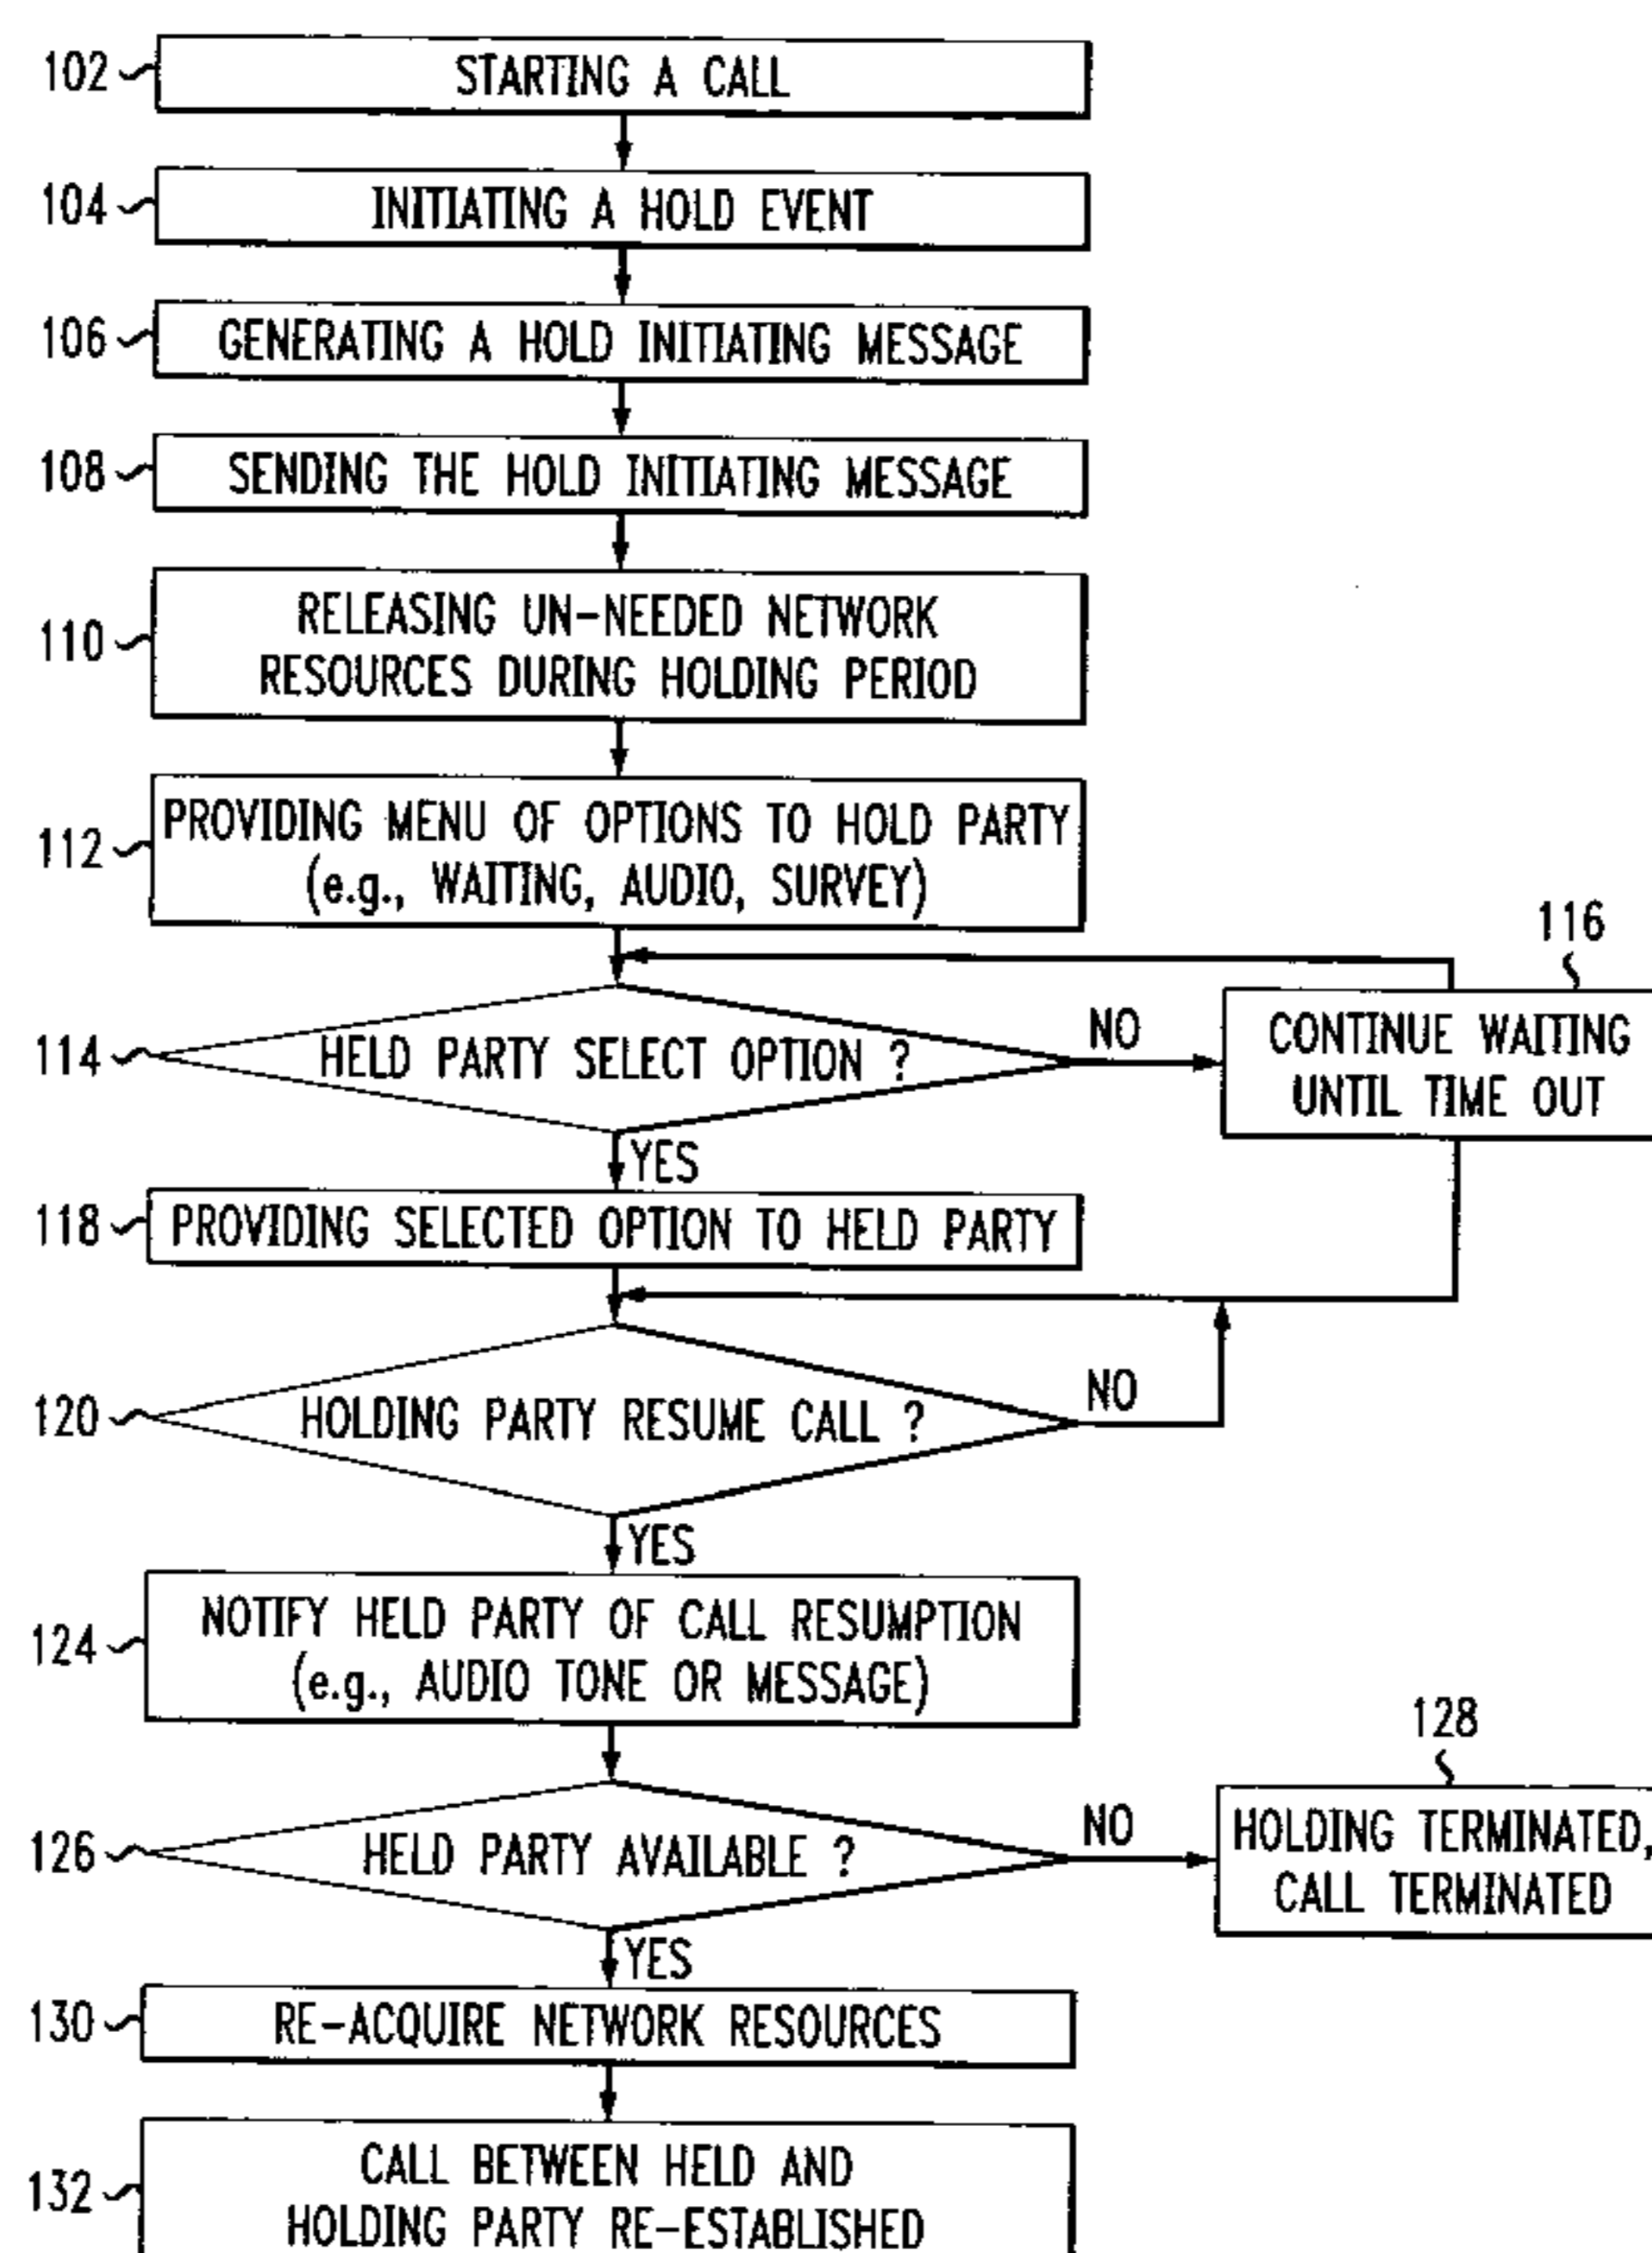 102 STARTING A CALL
104 INITIATING A HOLD EVENT
106 GENERATING A HOLD INITIATING MESSAGE
108 SENDING THE HOLD INITIATING MESSAGE
110 RELEASING UN-NEEDED NETWORK
RESOURCES DURING HOLDING PERIOD
112 PROVIDING MENU OF OPTIONS TO HOLD PARTY
(e.g., WAITING, AUDIO, SURVEY)
114 HELD PARTY SELECT OPTION ?
NO
116
CONTINUE WAITING
UNTIL TIME OUT
YES
118 PROVIDING SELECTED OPTION TO HELD PARTY
120 HOLDING PARTY RESUME CALL ?
NO
YES
124 NOTIFY HELD PARTY OF CALL RESUMPTION
(e.g., AUDIO TONE OR MESSAGE)
126 HELD PARTY AVAILABLE ?
NO
128
HOLDING TERMINATED,
CALL TERMINATED
YES
130 RE-ACQUIRE NETWORK RESOURCES
132 CALL BETWEEN HELD AND
HOLDING PARTY RE-ESTABLISHED